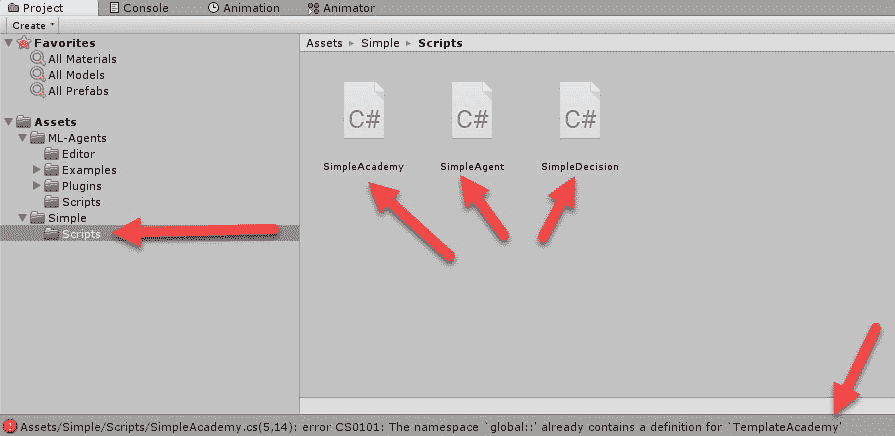 Project Console Animation Animator
Create
Favorites
All Materials
All Models
All Prefabs
Assets
ML-Agents
Editor
Examples
Plugins
Scripts
Simple
Scripts
Assets Simple Scripts
C# C# C#
SimpleAcademy SimpleAgent SimpleDecision
Assets/Simple/Scripts/SimpleAcademy.cs(5,14): error CS0101: The namespace `global::' already contains a definition for `TemplateAcademy'